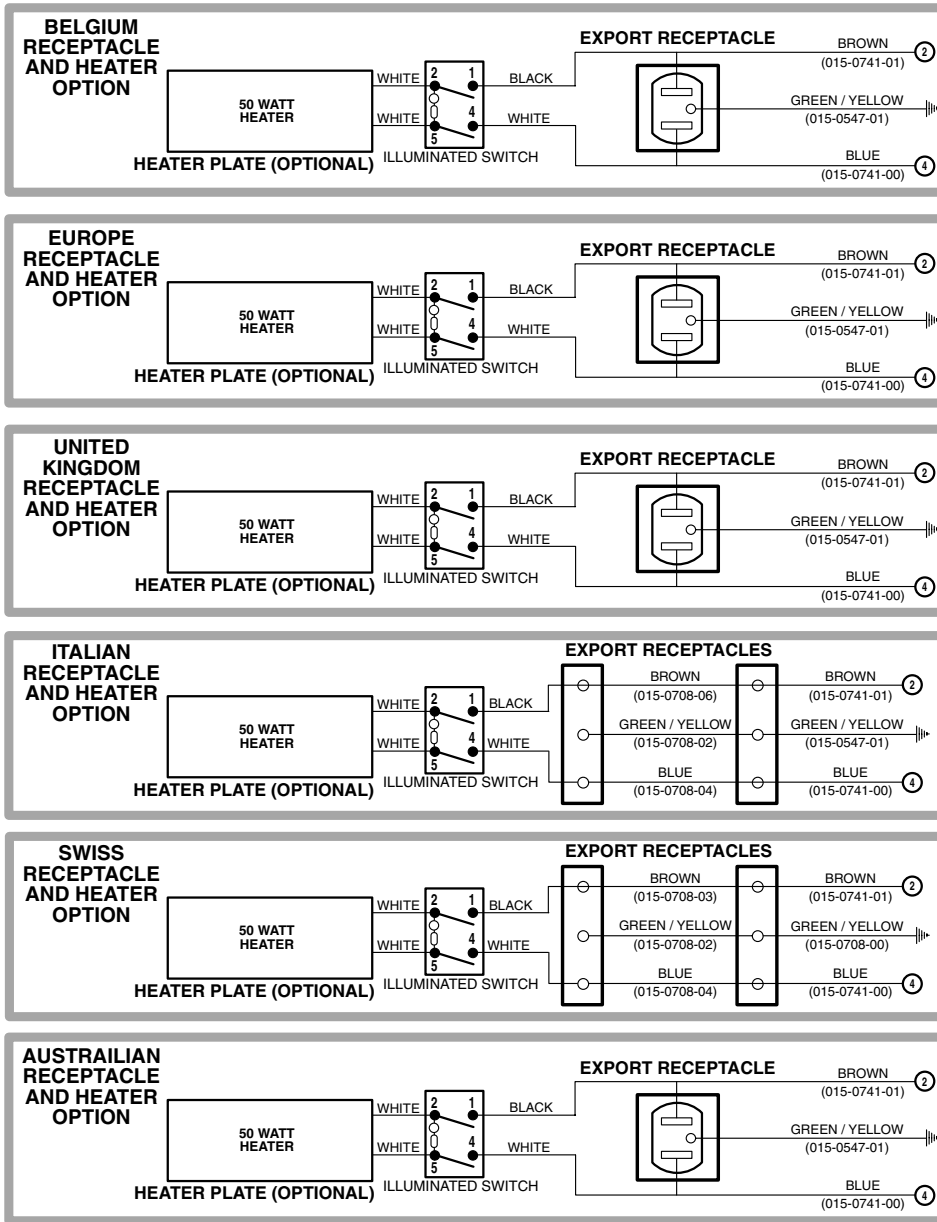 BELGIUM
RECEPTACLE
AND HEATER
OPTION
50 WATT
HEATER
HEATER PLATE (OPTIONAL)
WHITE
WHITE
2 1
4
5
ILLUMINATED SWITCH
BLACK
WHITE
EXPORT RECEPTACLE
BROWN
(015-0741-01)
2
GREEN / YELLOW
(015-0547-01)
BLUE
(015-0741-00)
4
EUROPE
RECEPTACLE
AND HEATER
OPTION
50 WATT
HEATER
HEATER PLATE (OPTIONAL)
WHITE
WHITE
2 1
4
5
ILLUMINATED SWITCH
BLACK
WHITE
EXPORT RECEPTACLE
BROWN
(015-0741-01)
2
GREEN / YELLOW
(015-0547-01)
BLUE
(015-0741-00)
4
UNITED
KINGDOM
RECEPTACLE
AND HEATER
OPTION
50 WATT
HEATER
HEATER PLATE (OPTIONAL)
WHITE
WHITE
2 1
4
5
ILLUMINATED SWITCH
BLACK
WHITE
EXPORT RECEPTACLE
BROWN
(015-0741-01)
2
GREEN / YELLOW
(015-0547-01)
BLUE
(015-0741-00)
4
ITALIAN
RECEPTACLE
AND HEATER
OPTION
50 WATT
HEATER
HEATER PLATE (OPTIONAL)
WHITE
WHITE
2 1
4
5
ILLUMINATED SWITCH
BLACK
WHITE
EXPORT RECEPTACLES
BROWN
(015-0708-06)
GREEN / YELLOW
(015-0708-02)
BLUE
(015-0708-04)
BROWN
(015-0741-01)
2
GREEN / YELLOW
(015-0547-01)
BLUE
(015-0741-00)
4
SWISS
RECEPTACLE
AND HEATER
OPTION
50 WATT
HEATER
HEATER PLATE (OPTIONAL)
WHITE
WHITE
2 1
4
5
ILLUMINATED SWITCH
BLACK
WHITE
EXPORT RECEPTACLES
BROWN
(015-0708-03)
GREEN / YELLOW
(015-0708-02)
BLUE
(015-0708-04)
BROWN
(015-0741-01)
2
GREEN / YELLOW
(015-0708-00)
BLUE
(015-0741-00)
4
AUSTRAILIAN
RECEPTACLE
AND HEATER
OPTION
50 WATT
HEATER
HEATER PLATE (OPTIONAL)
WHITE
WHITE
2 1
4
5
ILLUMINATED SWITCH
BLACK
WHITE
EXPORT RECEPTACLE
BROWN
(015-0741-01)
2
GREEN / YELLOW
(015-0547-01)
BLUE
(015-0741-00)
4